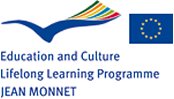 Education and Culture
Lifelong Learning Programme
JEAN MONNET